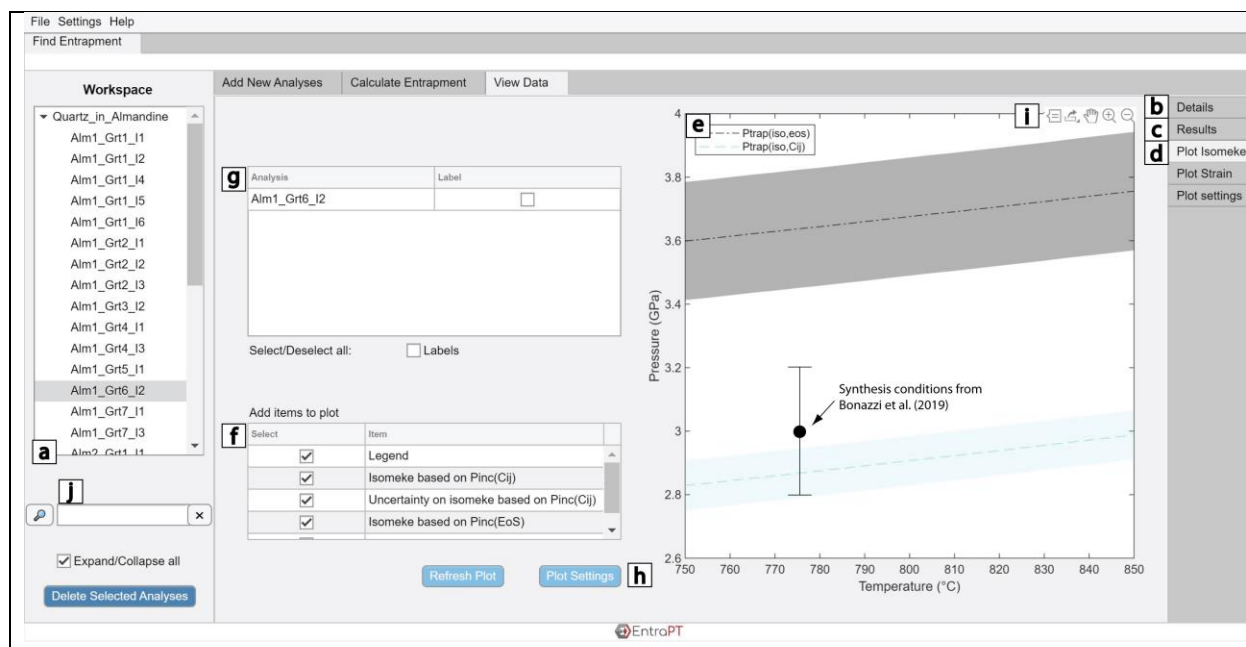 File Settings Help
Find Entrapment
Workspace
Quartz_in_Almandine
Alm1_Grt1_I1
Alm1_Grt1_I2
Alm1_Grt1_I4
Alm1_Grt1_I5
Alm1_Grt1_I6
Alm1_Grt2_I1
Alm1_Grt2_I2
Alm1_Grt2_I3
Alm1_Grt3_I2
Alm1_Grt4_I1
Alm1_Grt4_I3
Alm1_Grt5_I1
Alm1_Grt6_I2
Alm1_Grt7_I1
Alm1_Grt7_I3
Alm2_Grt1_I1
a
j
×
Expand/Collapse all
Delete Selected Analyses
Add New Analyses Calculate Entrapment View Data
g
Analysis Label
Alm1_Grt6_I2
Select/Deselect all: Labels
Add items to plot
f
Select Item
Legend
Isomeke based on Pinc(Cij)
Uncertainty on isomeke based on Pinc(Cij)
Isomeke based on Pinc(EoS)
Refresh Plot Plot Settings h
e
i
Ptrap(iso,eos)
Ptrap(iso,Cij)
4
3.8
3.6
3.4
3.2
3
2.8
2.6
Pressure (GPa)
Synthesis conditions from
Bonazzi et al. (2019)
750 760 770 780 790 800 810 820 830 840 850
Temperature (°C)
b Details
c Results
d Plot Isomeke
Plot Strain
Plot settings
EntraPT